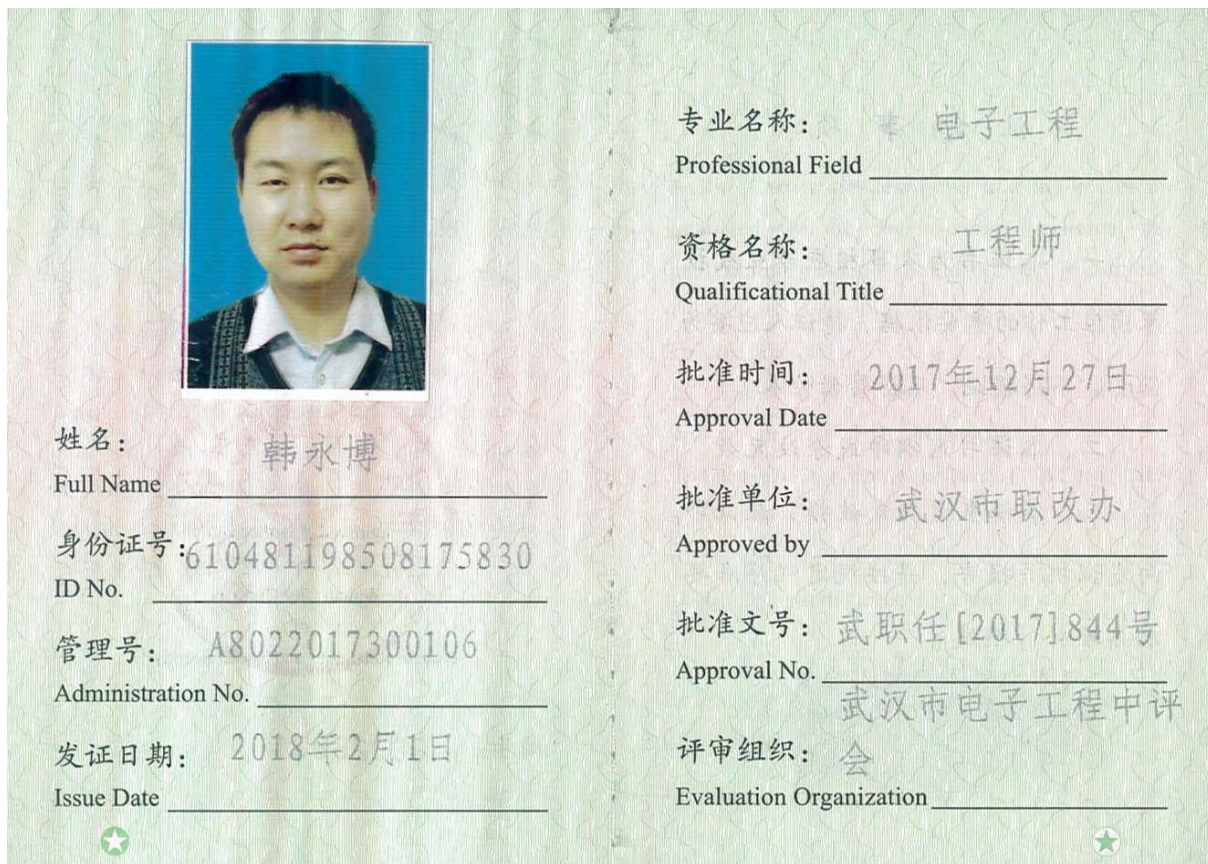 姓名：
韩永博
Full Name
身份证号：610481198508175830
ID No.
管理号：
A8022017300106
Administration No.
发证日期：
2018年2月1日
Issue Date
专业名称：
电子工程
Professional Field
资格名称：
工程师
Qualificational Title
批准时间：
2017年12月27日
Approval Date
批准单位：
武汉市职改办
Approved by
批准文号：
武职任[2017]844号
Approval No.
武汉市电子工程中评
评审组织：
会
Evaluation Organization